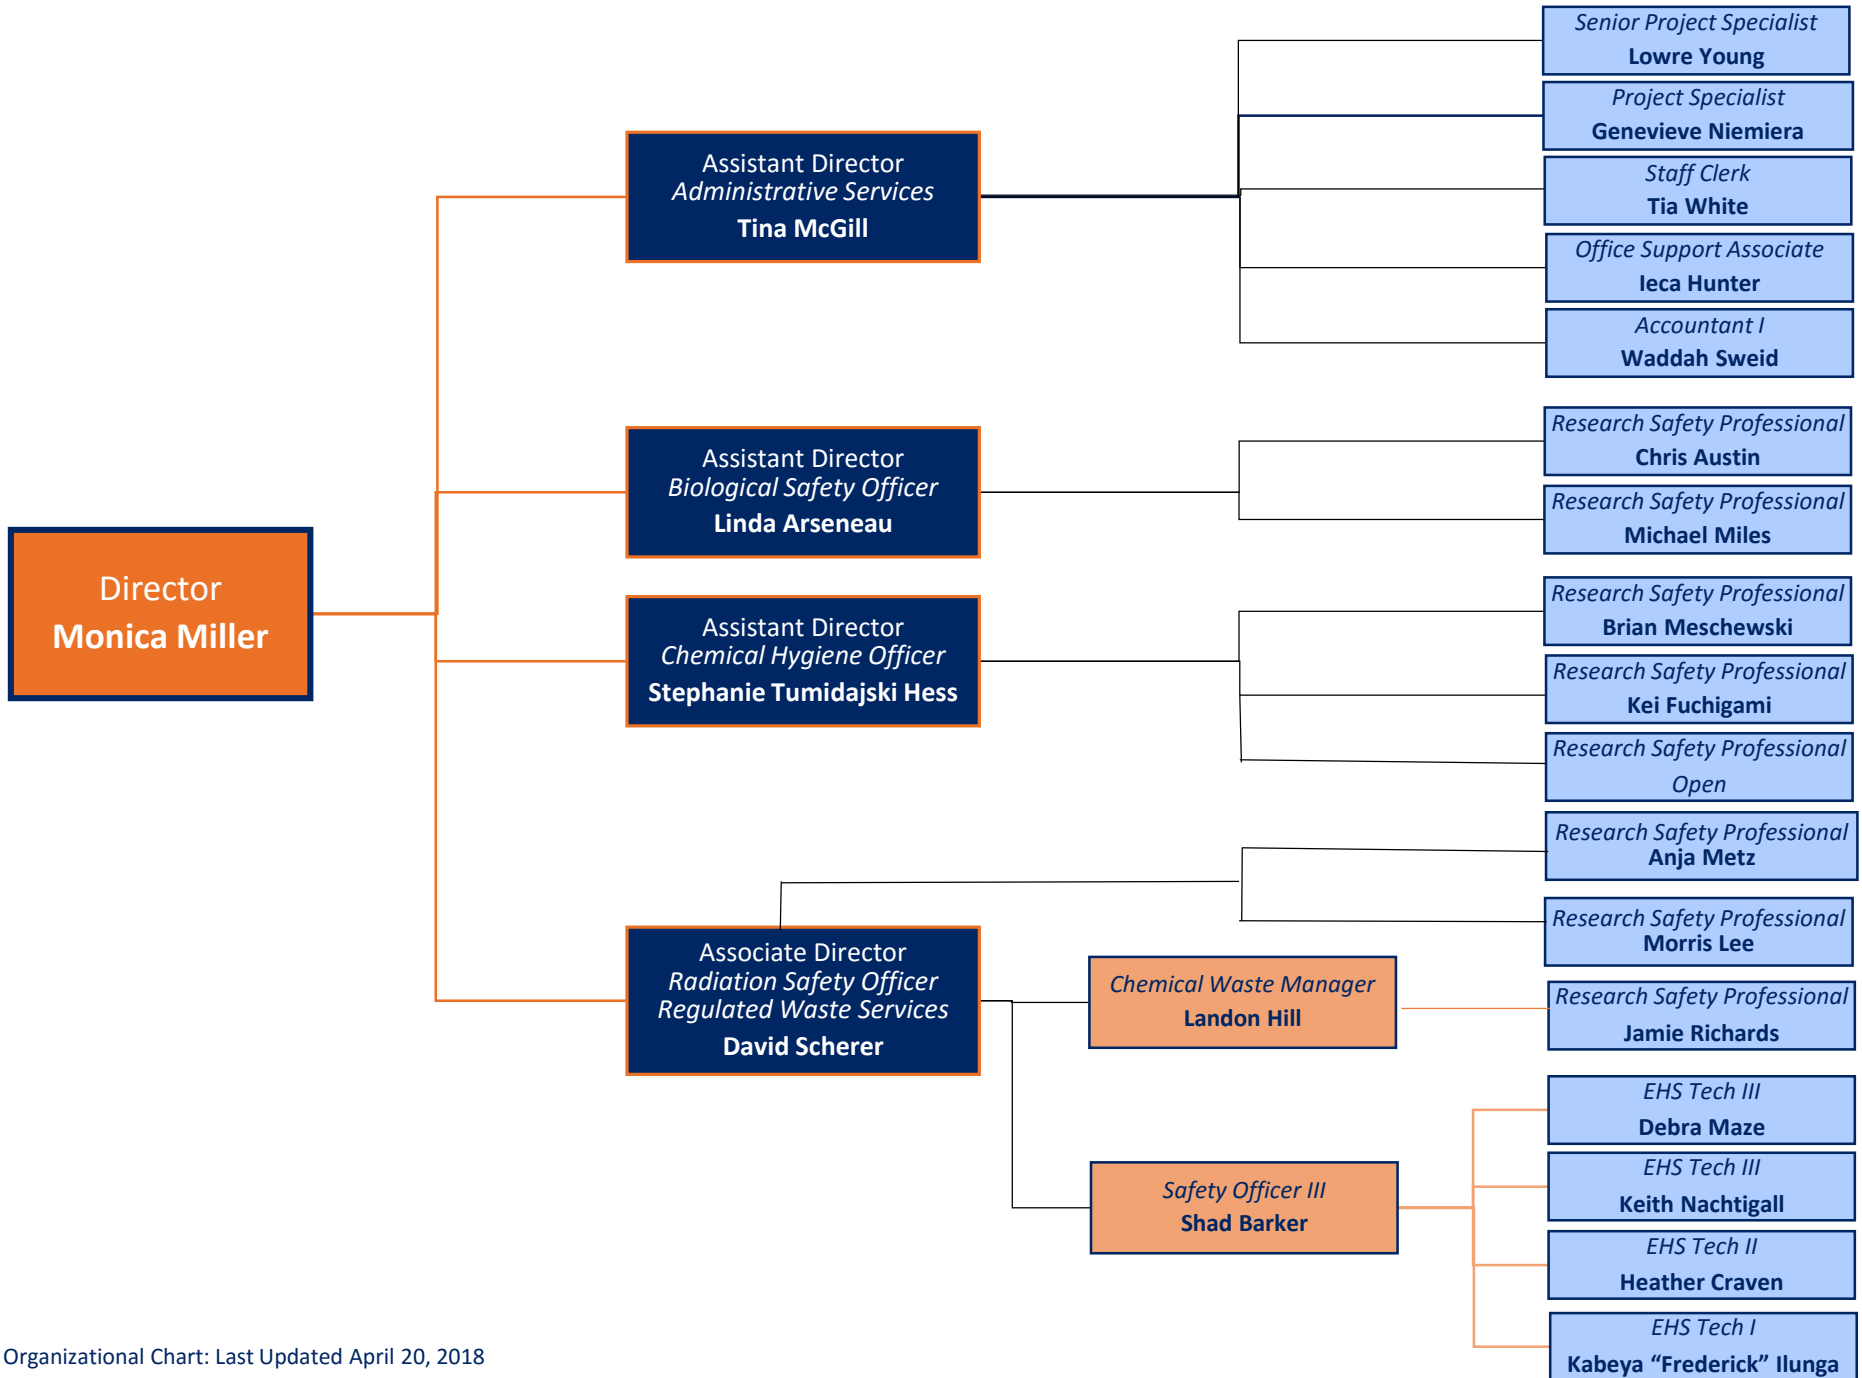 Director
Monica Miller
Assistant Director
Administrative Services
Tina McGill
Senior Project Specialist
Lowre Young
Project Specialist
Genevieve Niemiera
Staff Clerk
Tia White
Office Support Associate
Ieca Hunter
Accountant I
Waddah Sweid
Assistant Director
Biological Safety Officer
Linda Arseneau
Research Safety Professional
Chris Austin
Research Safety Professional
Michael Miles
Assistant Director
Chemical Hygiene Officer
Stephanie Tumidajski Hess
Research Safety Professional
Brian Meschewski
Research Safety Professional
Kei Fuchigami
Research Safety Professional
Open
Associate Director
Radiation Safety Officer
Regulated Waste Services
David Scherer
Research Safety Professional
Anja Metz
Research Safety Professional
Morris Lee
Chemical Waste Manager
Landon Hill
Research Safety Professional
Jamie Richards
Safety Officer III
Shad Barker
EHS Tech III
Debra Maze
EHS Tech III
Keith Nachtigall
EHS Tech II
Heather Craven
EHS Tech I
Kabeya “Frederick” Ilunga
Organizational Chart: Last Updated April 20, 2018